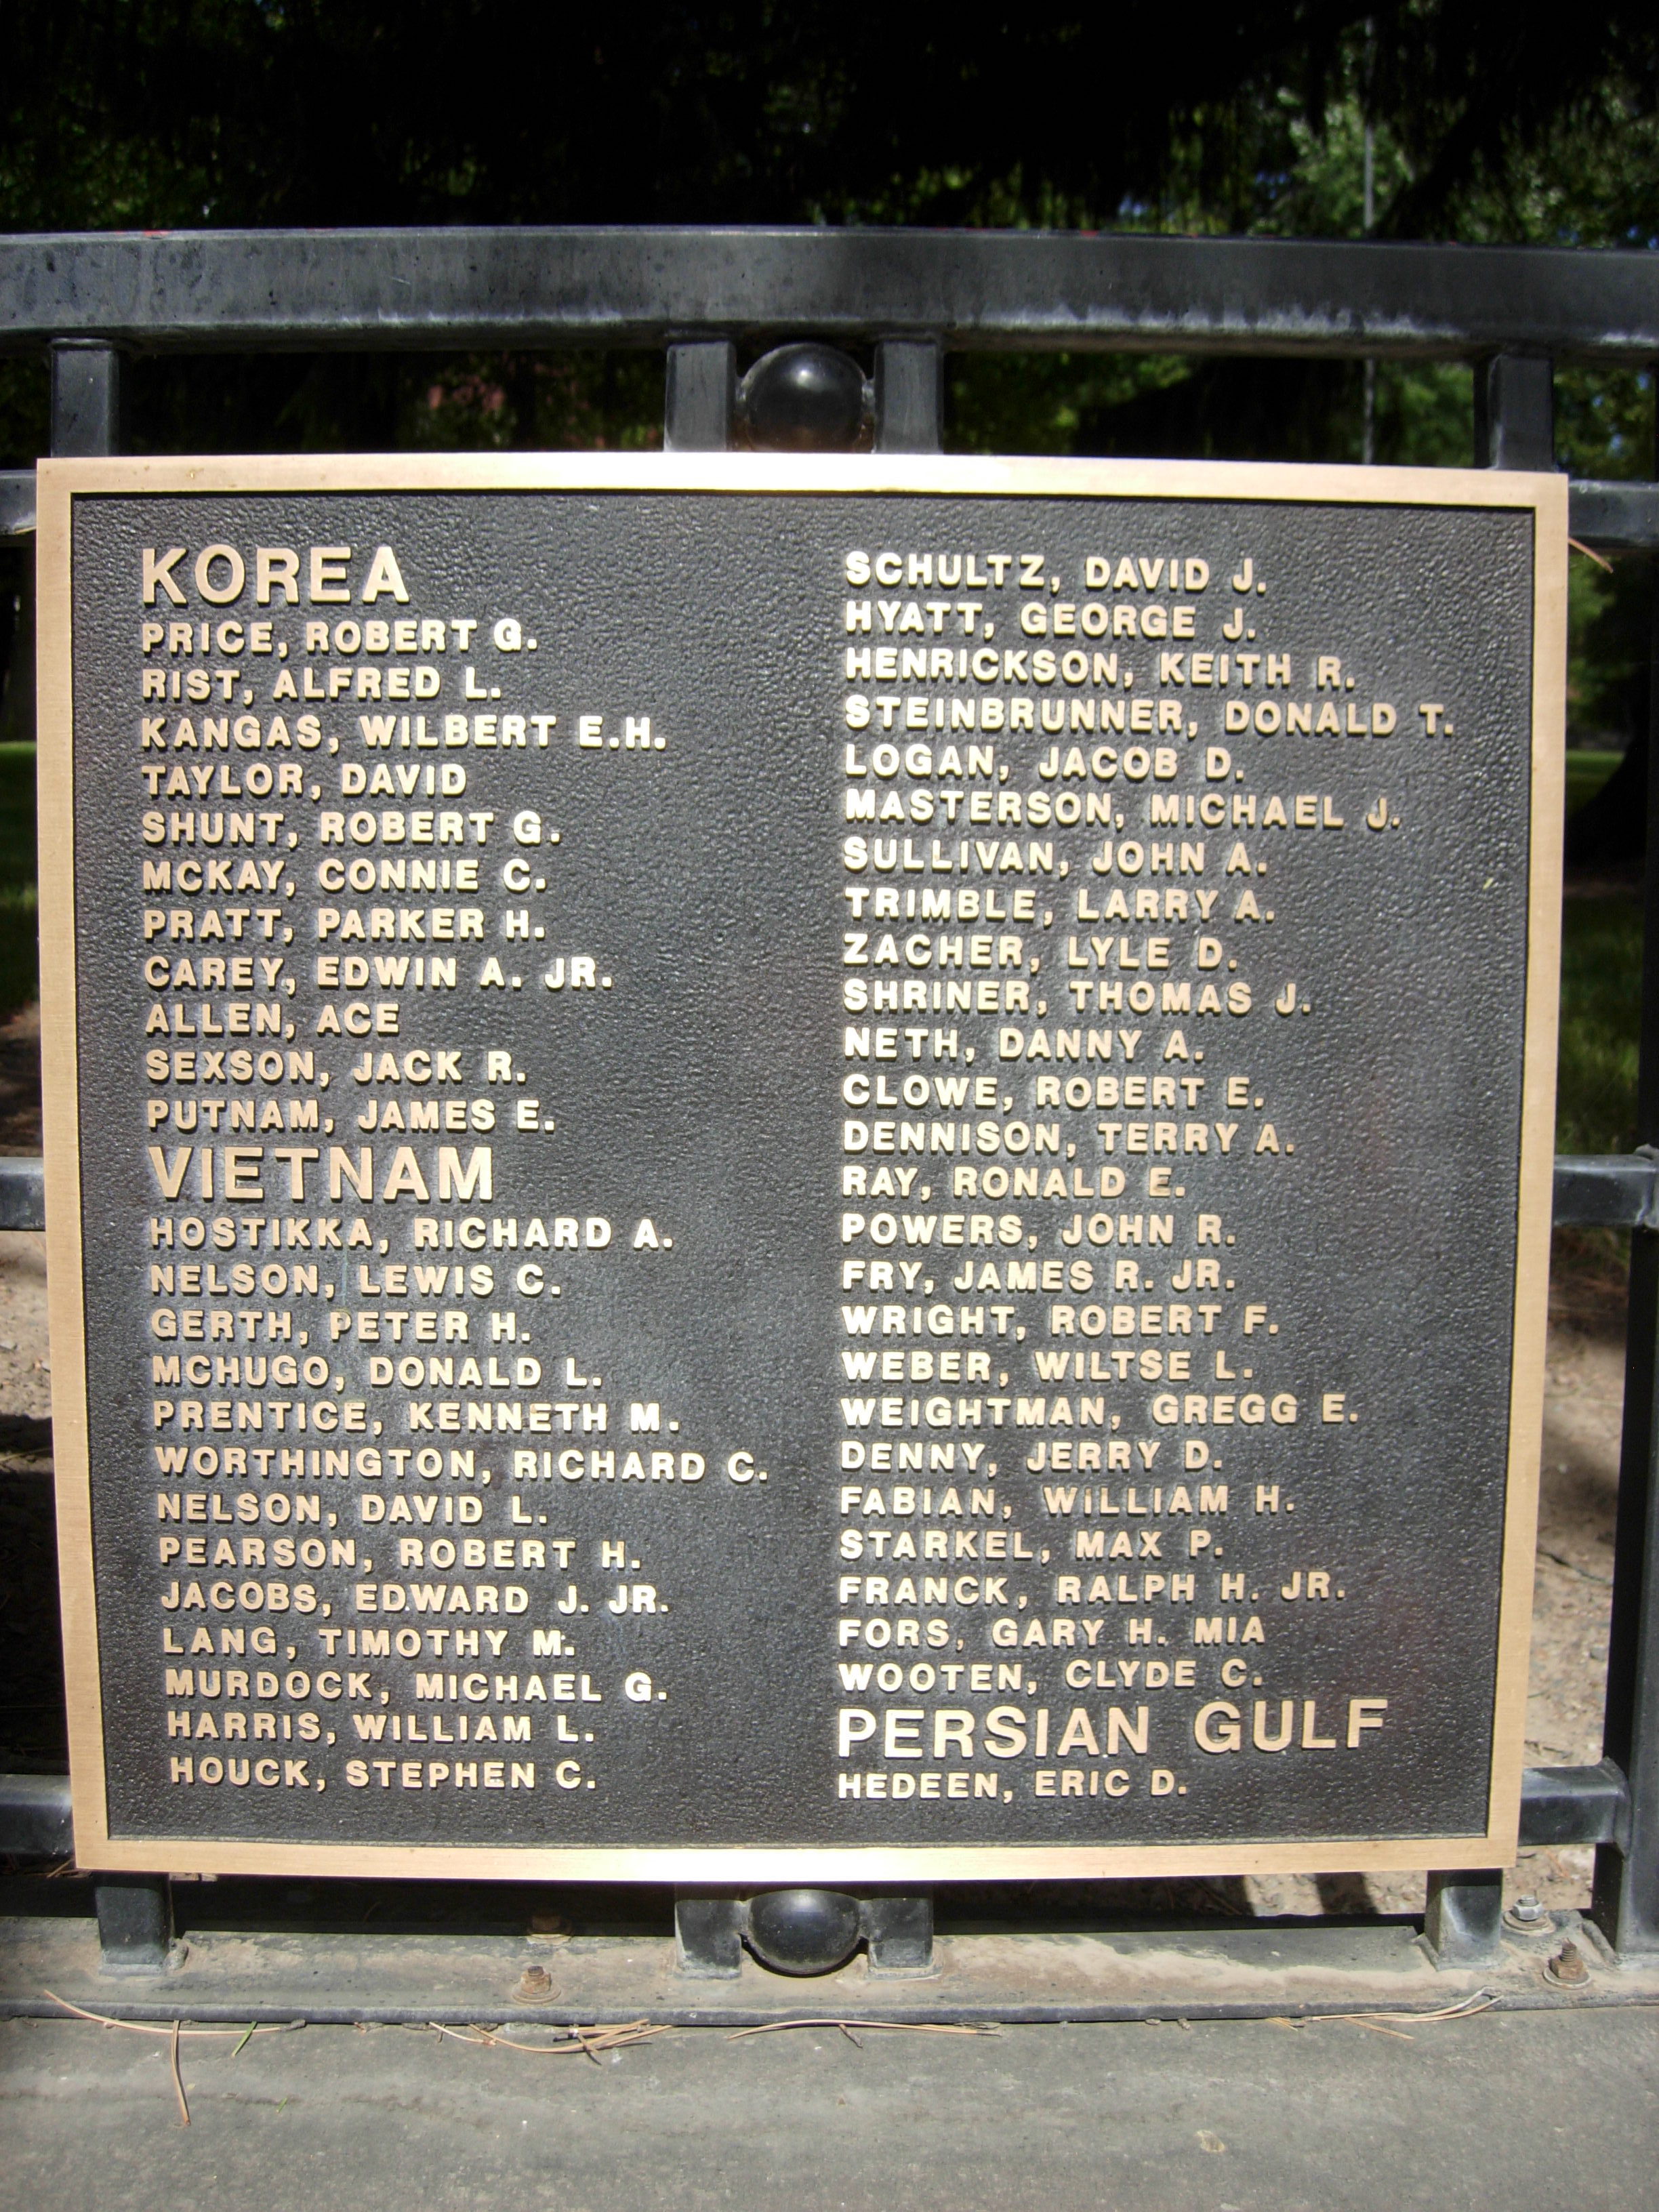 KOREA
PRICE, ROBERT G.
RIST, ALFRED L.
KANGAS, WILBERT E.H.
TAYLOR, DAVID
SHUNT, ROBERT G.
MCKAY, CONNIE C.
PRATT, PARKER H.
CAREY, EDWIN A. JR.
ALLEN, ACE
SEXSON, JACK R.
PUTNAM, JAMES E.
VIETNAM
HOSTIKKA, RICHARD A.
NELSON, LEWIS C.
GERTH, PETER H.
MCHUGO, DONALD L.
PRENTICE, KENNETH M.
WORTHINGTON, RICHARD C.
NELSON, DAVID L.
PEARSON, ROBERT H.
JACOBS, EDWARD J. JR.
LANG, TIMOTHY M.
MURDOCK, MICHAEL G.
HARRIS, WILLIAM L.
HOUCK, STEPHEN C.
SCHULTZ, DAVID J.
HYATT, GEORGE J.
HENRICKSON, KEITH R.
STEINBRUNNER, DONALD T.
LOGAN, JACOB D.
MASTERSON, MICHAEL J.
SULLIVAN, JOHN A.
TRIMBLE, LARRY A.
ZACHER, LYLE D.
SHRINER, THOMAS J.
NETH, DANNY A.
CLOWE, ROBERT E.
DENNISON, TERRY A.
RAY, RONALD E.
POWERS, JOHN R.
FRY, JAMES R. JR.
WRIGHT, ROBERT F.
WEBER, WILTSE L.
WEIGHTMAN, GREGG E.
DENNY, JERRY D.
FABIAN, WILLIAM H.
STARKEL, MAX P.
FRANCK, RALPH H. JR.
FORS, GARY H. MIA
WOOTEN, CLYDE C.
PERSIAN GULF
HEDEEN, ERIC D.